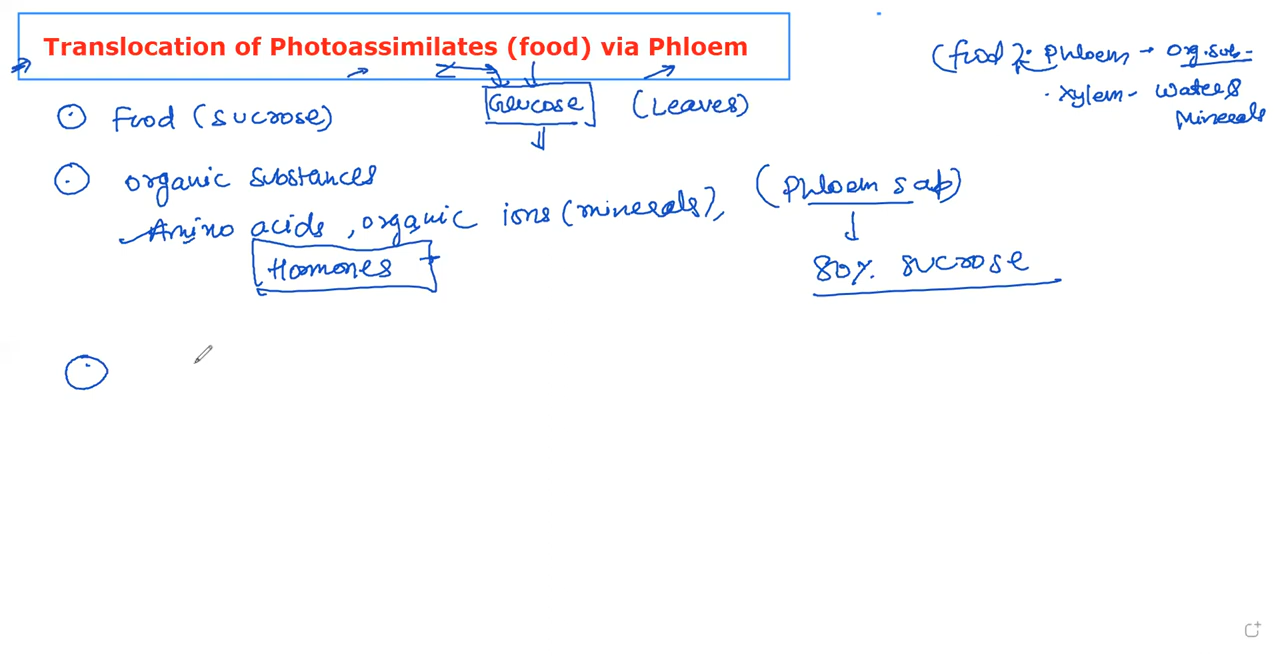 Translocation of Photoassimilates (food) via Phloem
(food): Phloem → Org.sub-
· Xylem - Water &
Minerals
Food (sucrose)
Glucose
(Leaves)
organic substances
Amino acids, organic ions (minerals),
Hormones
(Phloem sap)
80% sucrose